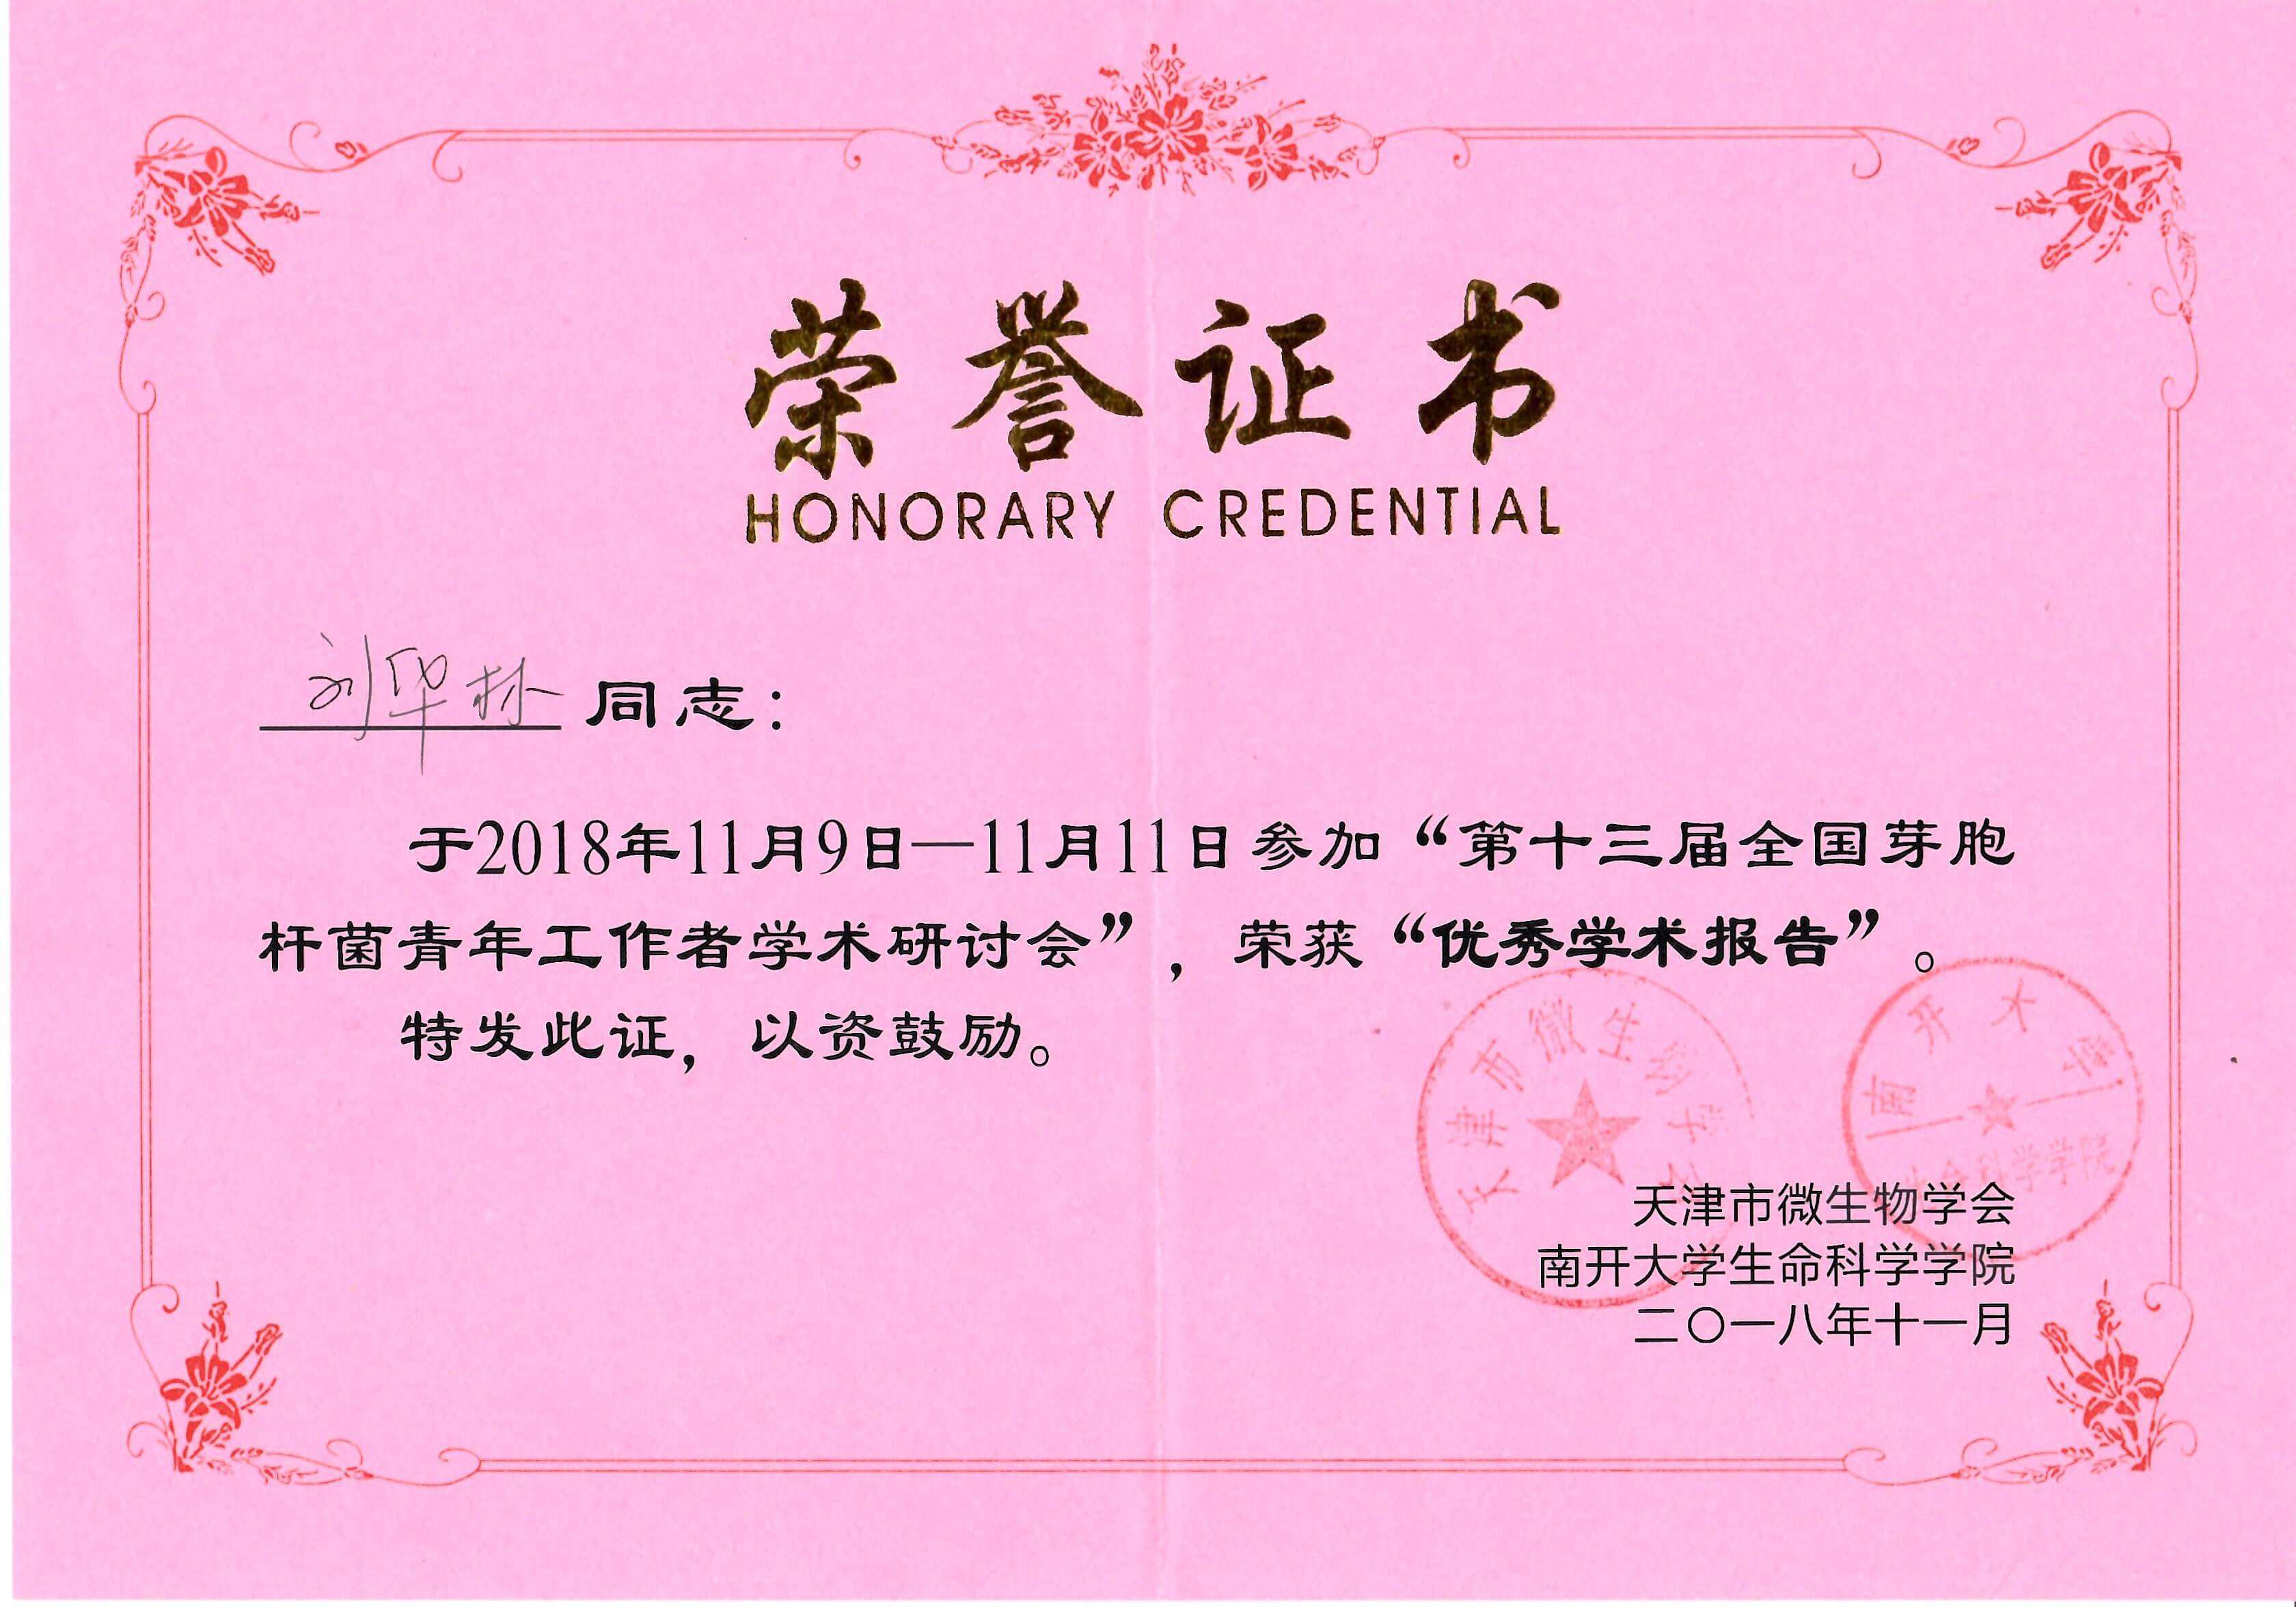 荣誉证书
HONORARY CREDENTIAL
刘华林 同志：
于2018年11月9日—11月11日参加“第十三届全国芽胞
杆菌青年工作者学术研讨会”，荣获“优秀学术报告”。
特发此证，以资鼓励。
天津市微生物学会
南开大学
生命科学学院
天津市微生物学会
南开大学生命科学学院
二〇一八年十一月